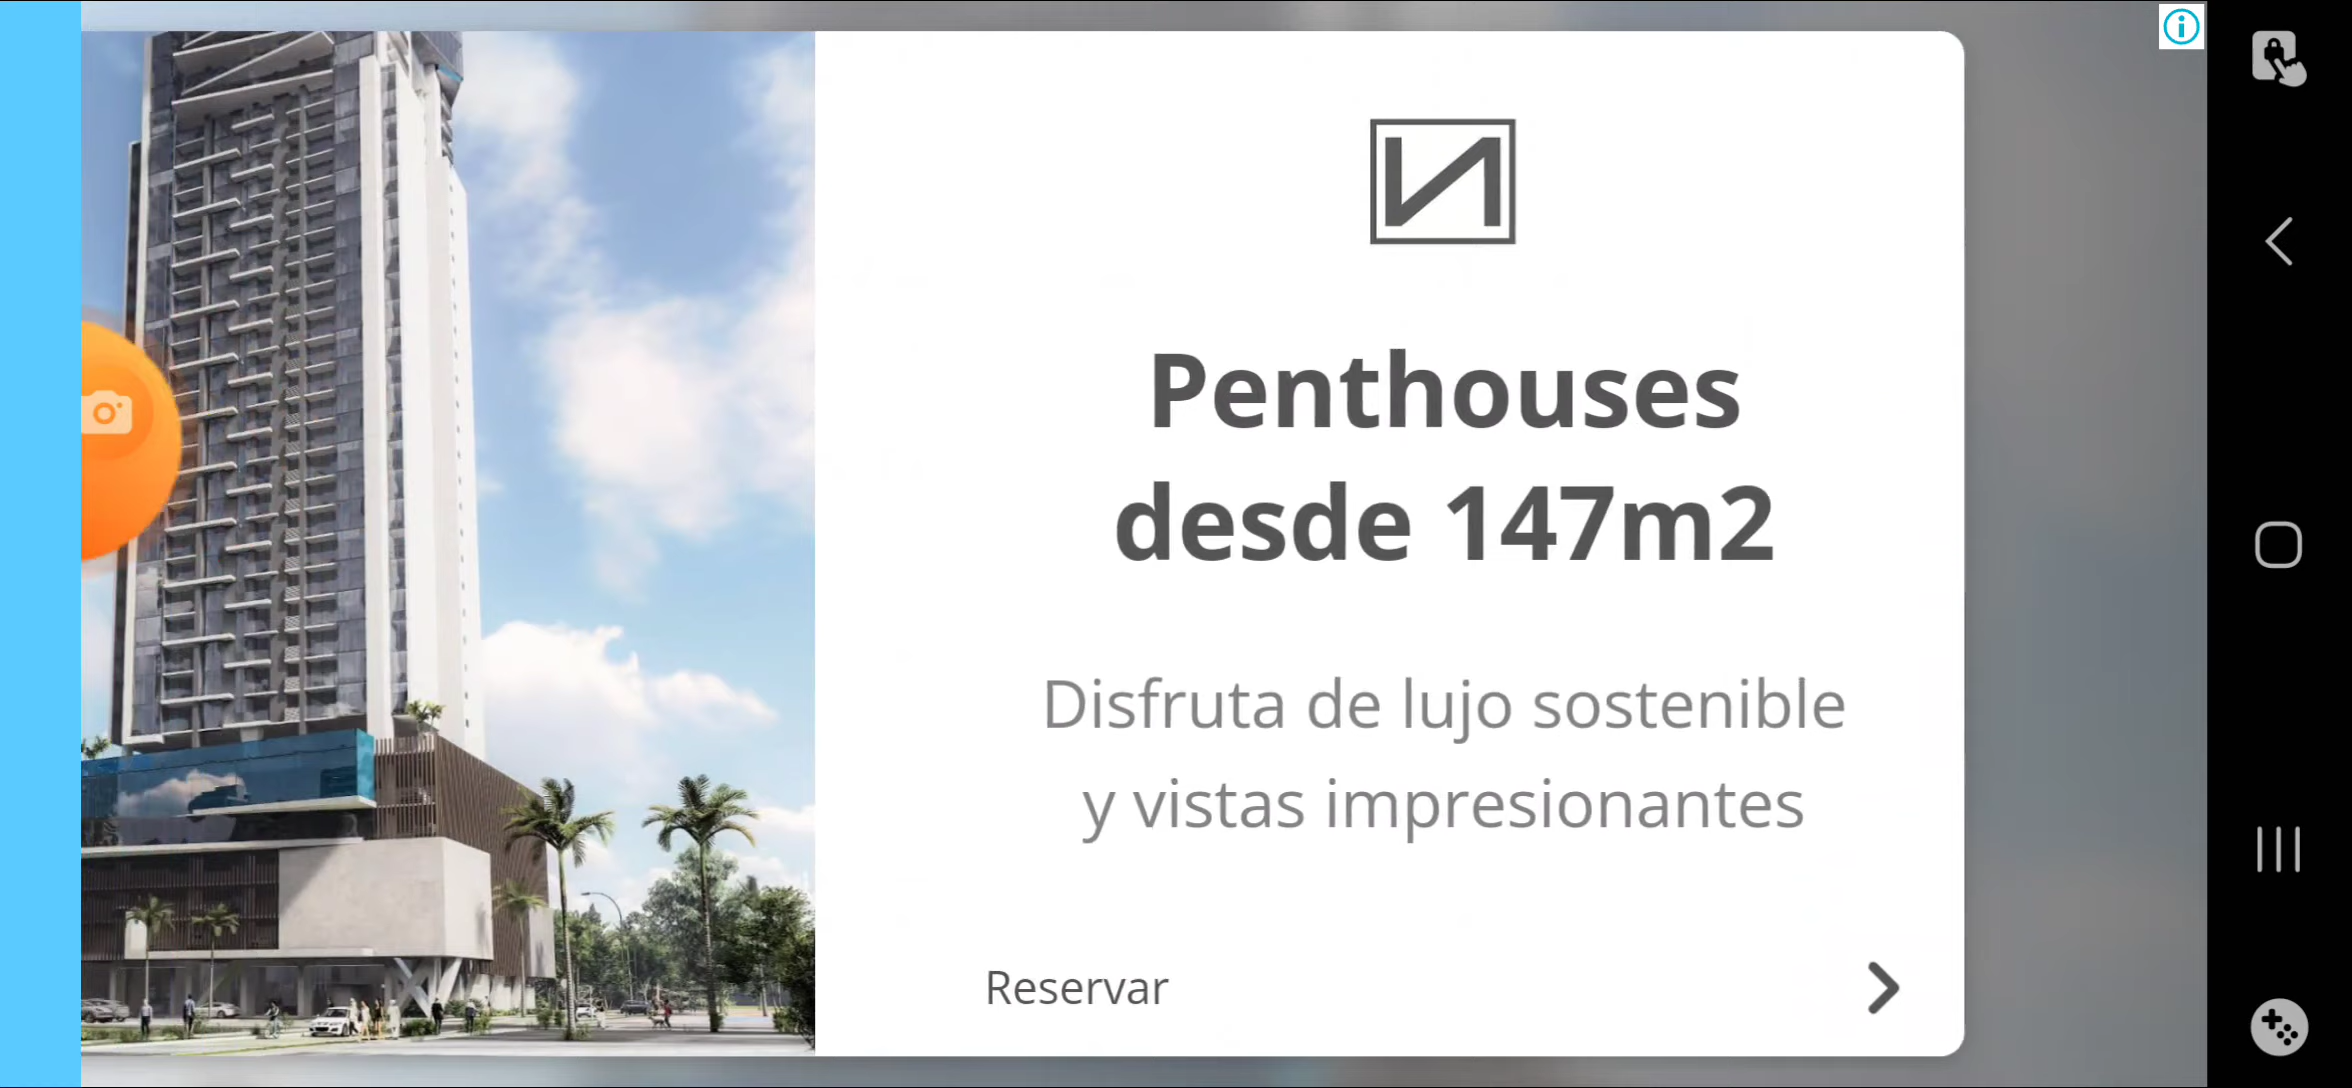 Penthouses
desde 147m2
Disfruta de lujo sostenible
y vistas impresionantes
Reservar